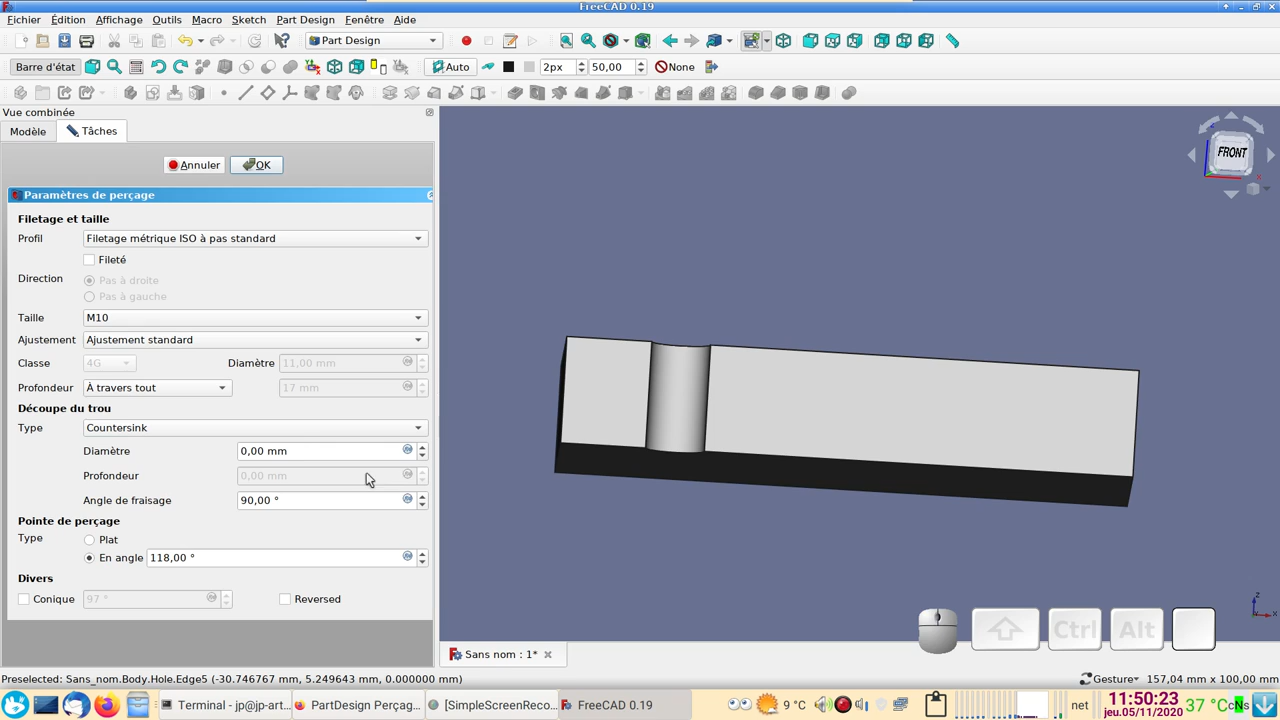 FreeCAD 0.19
Fichier Édition Affichage Outils Macro Sketch Part Design Fenêtre Aide
Part Design
Barre d'état Auto 2px 50,00 None
Vue combinée
Modèle Tâches
Annuler OK
Paramètres de perçage
Filetage et taille
Profil Filetage métrique ISO à pas standard
Fileté
Direction Pas à droite
Pas à gauche
Taille M10
Ajustement Ajustement standard
Classe 4G Diamètre 11,00 mm
Profondeur À travers tout 17 mm
Découpe du trou
Type Countersink
Diamètre 0,00 mm
Profondeur 0,00 mm
Angle de fraisage 90,00 °
Pointe de perçage
Type Plat
En angle 118,00 °
Divers
Conique 97 ° Reversed
FRONT
Ctrl Alt
Sans nom : 1*
Preselected: Sans_nom.Body.Hole.Edge5 (-30.746767 mm, 5.249643 mm, 0.000000 mm) Gesture 157,04 mm x 100,00 mm
Terminal - jp@jp-art... PartDesign Perçag... [SimpleScreenReco... FreeCAD 0.19 9 °C net 11:50:23 jeu.05/11/2020 37 °C